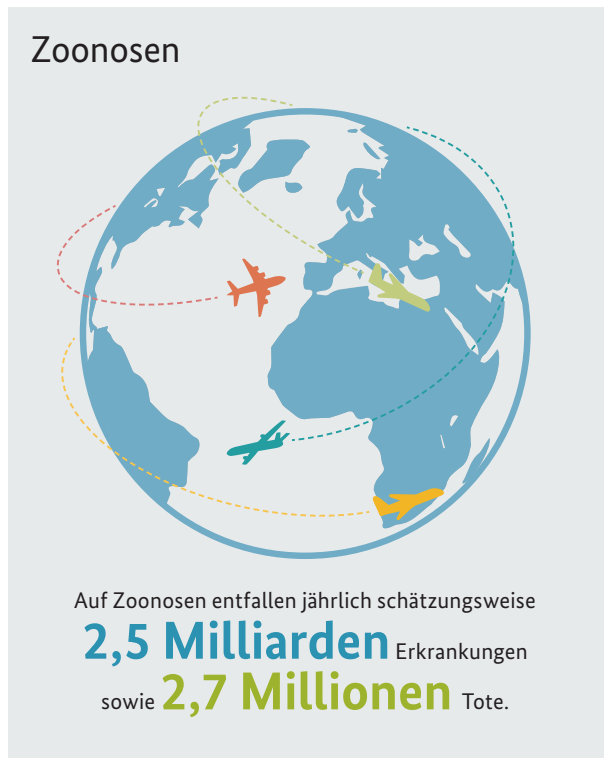 Zoonosen
Auf Zoonosen entfallen jährlich schätzungsweise
2,5 Milliarden Erkrankungen
sowie 2,7 Millionen Tote.